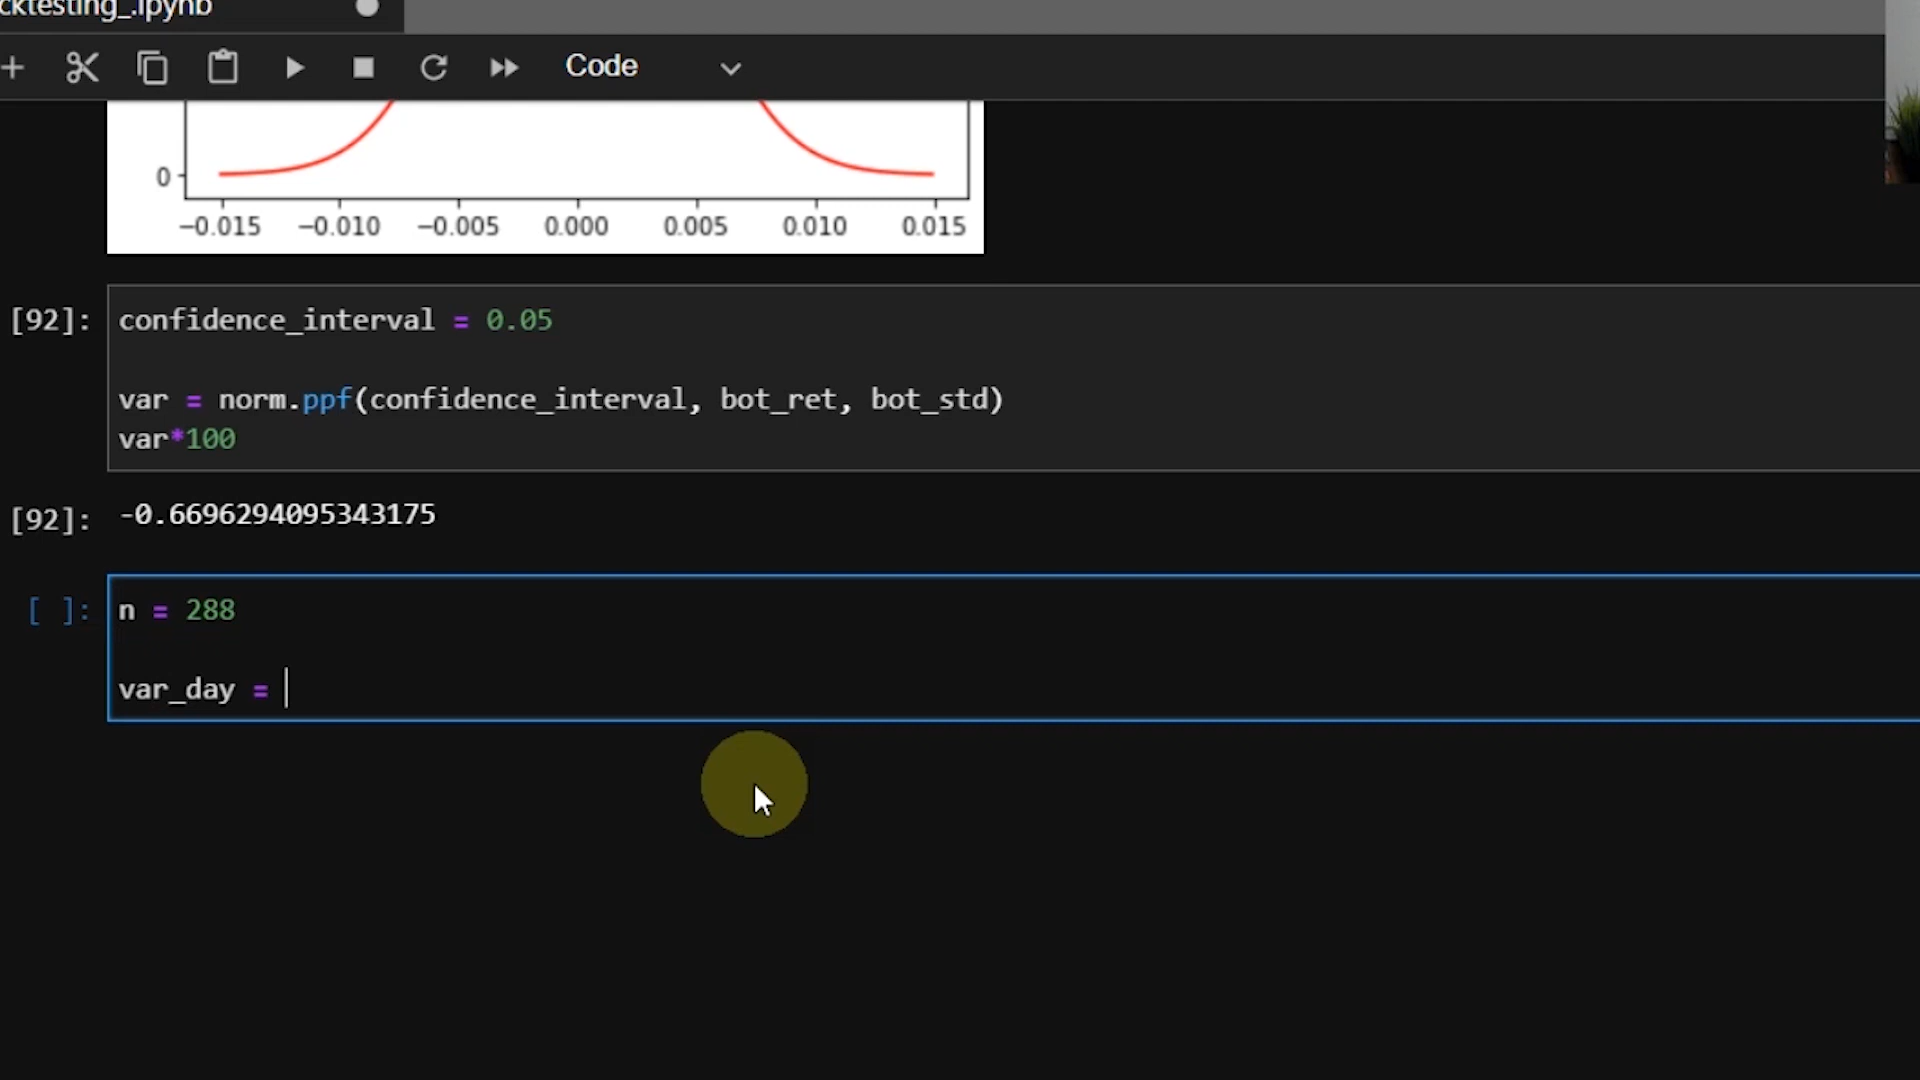 cktesting_.ipynb
Code
0
−0.015 −0.010 −0.005 0.000 0.005 0.010 0.015
[92]: confidence_interval = 0.05
var = norm.ppf(confidence_interval, bot_ret, bot_std)
var*100
[92]: -0.6696294095343175
[ ]: n = 288
var_day =